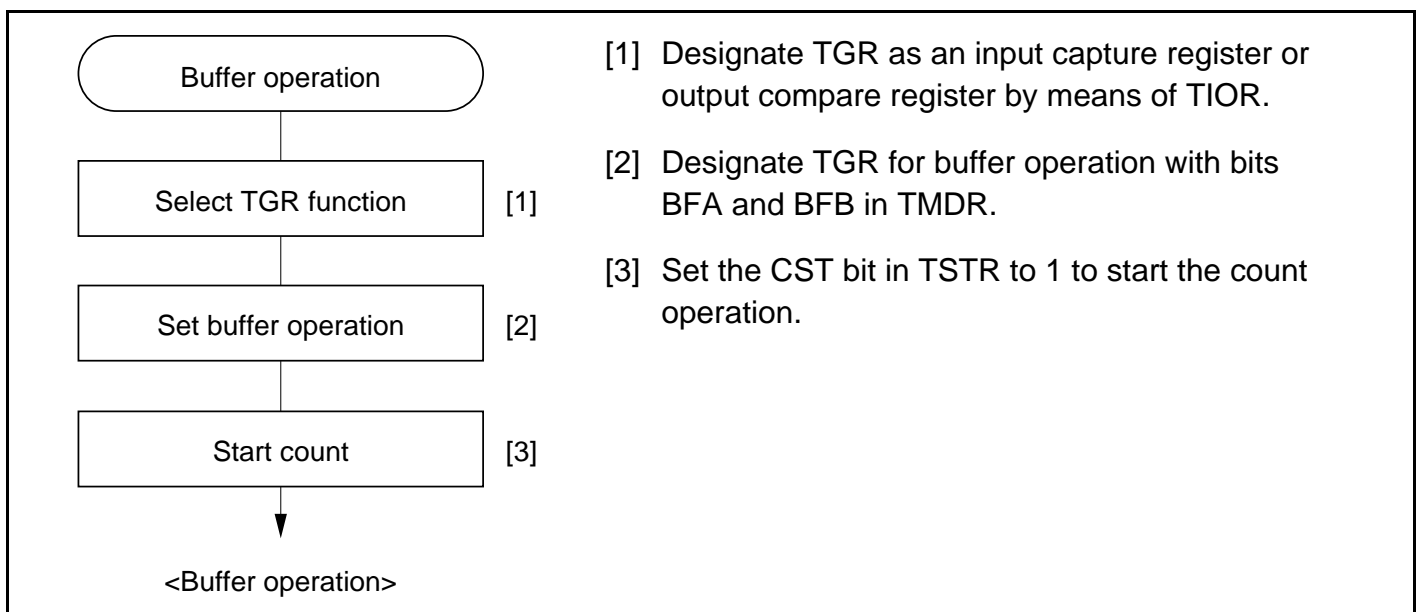 Buffer operation
Select TGR function [1]
Set buffer operation [2]
Start count [3]
<Buffer operation>
[1] Designate TGR as an input capture register or
output compare register by means of TIOR.
[2] Designate TGR for buffer operation with bits
BFA and BFB in TMDR.
[3] Set the CST bit in TSTR to 1 to start the count
operation.